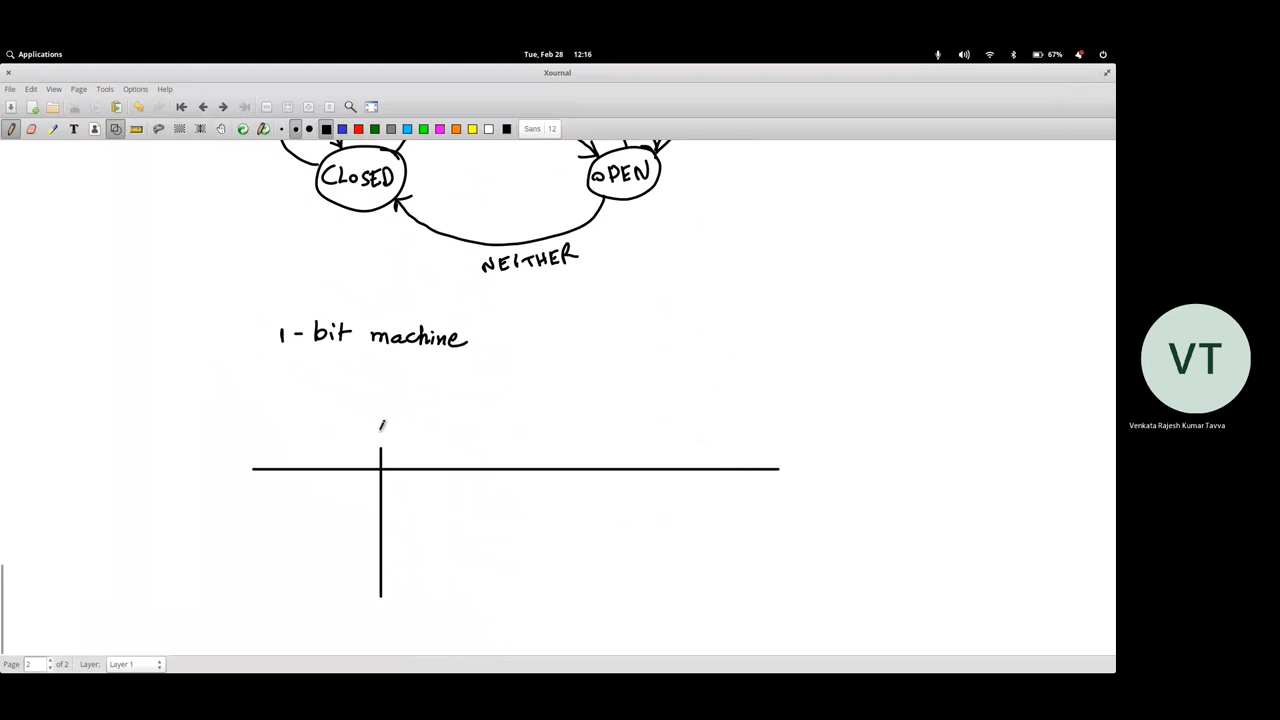 Applications
Tue, Feb 28 12:16
67%
Xournal
File Edit View Page Tools Options Help
Sans 12
CLOSED
OPEN
NEITHER
1 - bit machine
VT
Venkata Rajesh Kumar Tavva
Page 2 of 2 Layer: Layer 1